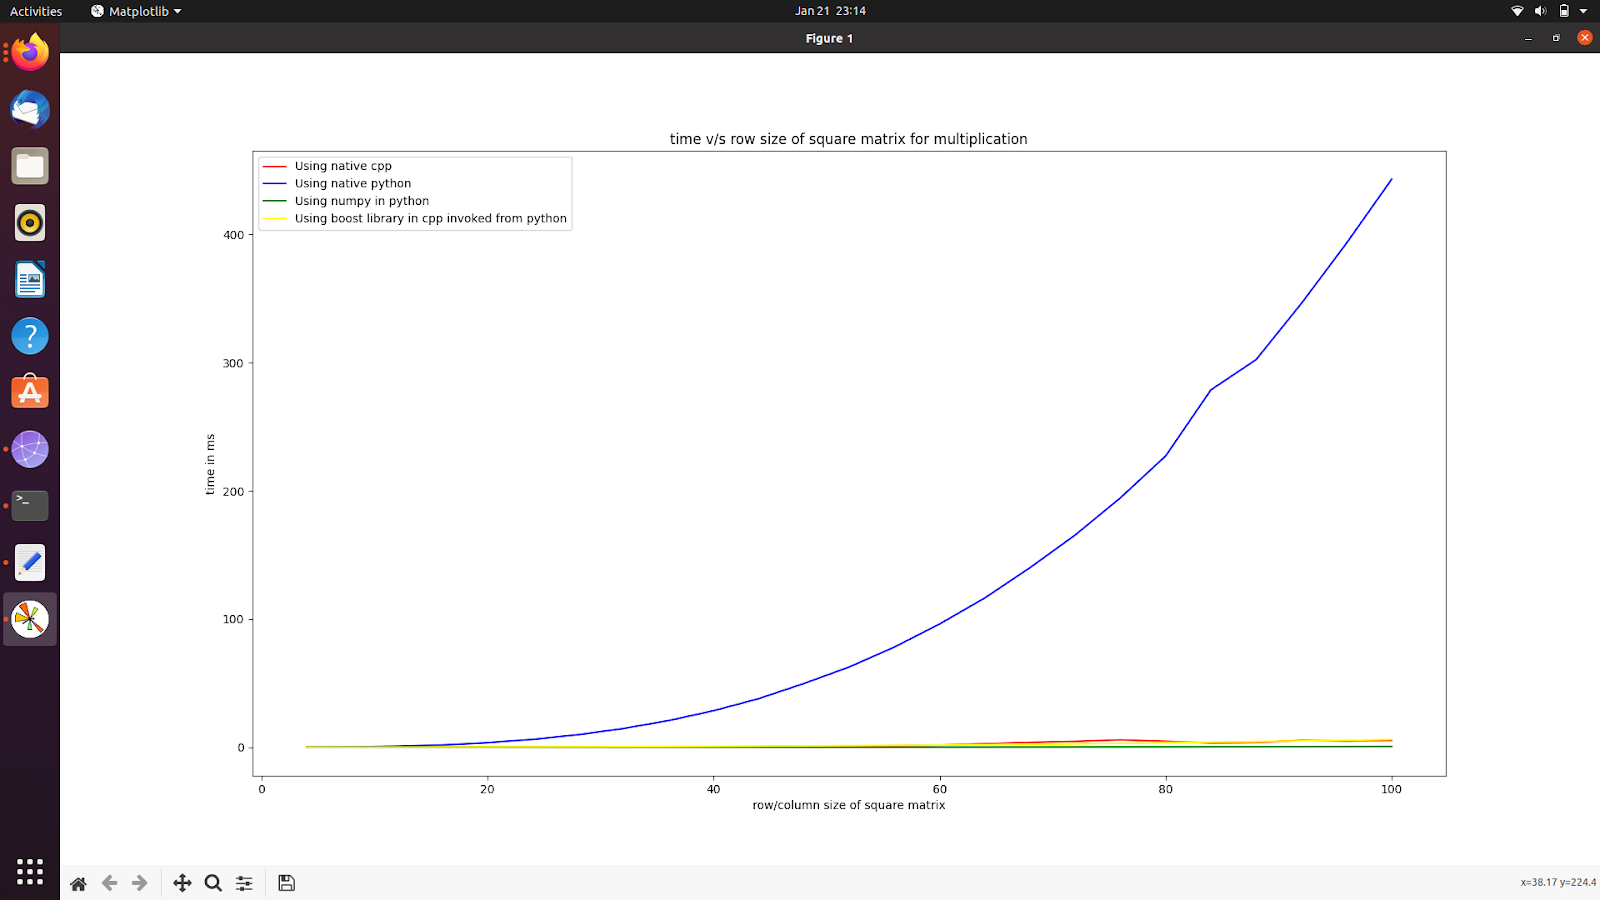 Activities
Matplotlib
Jan 21 23:14
Figure 1
time v/s row size of square matrix for multiplication
Using native cpp
Using native python
Using numpy in python
Using boost library in cpp invoked from python
400
300
200
100
0
time in ms
0 20 40 60 80 100
row/column size of square matrix
x=38.17 y=224.4